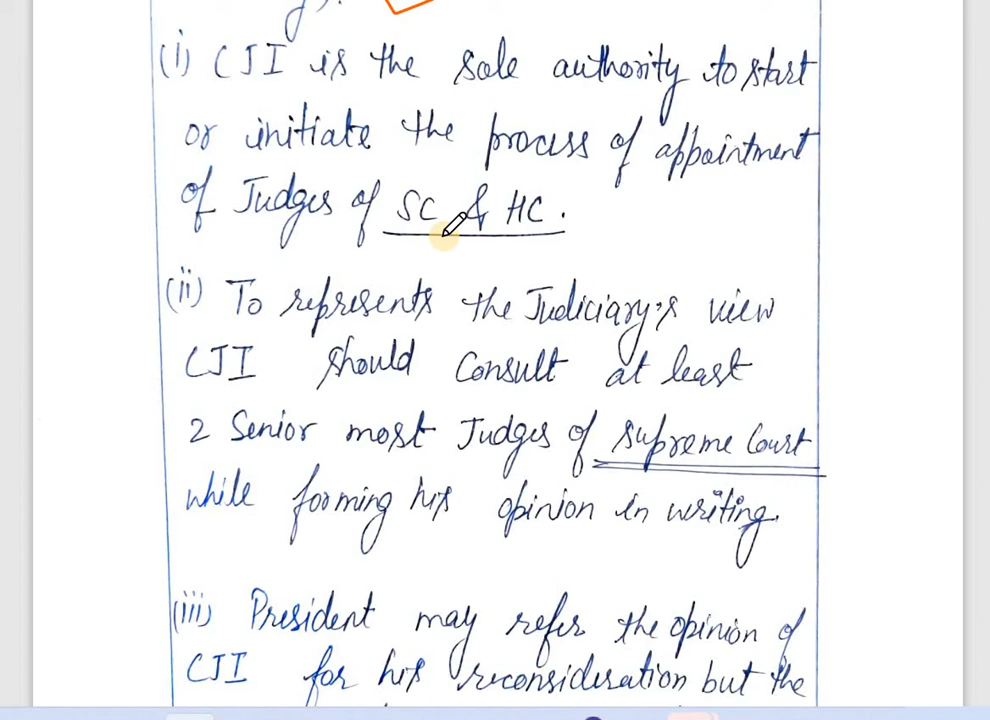 (i) CJI is the sole authority to start
or initiate the process of appointment
of Judges of SC & HC.
(ii) To represents the Judiciary's view
CJI should Consult at least
2 Senior most Judges of Supreme Court
while forming his opinion in writing.
(iii) President may refer the opinion of
CJI for his reconsideration but the